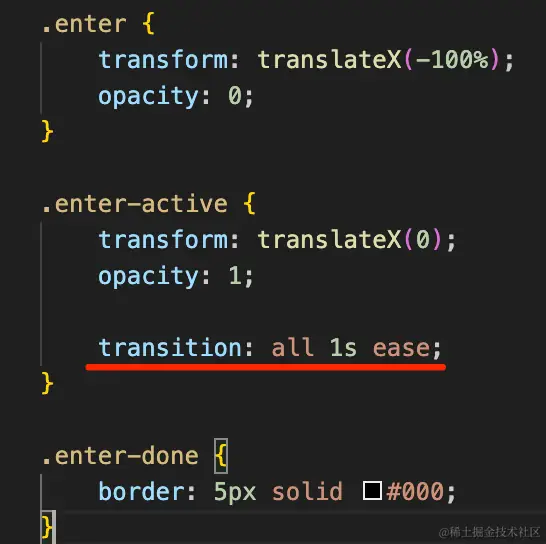 .enter {
transform: translateX(-100%);
opacity: 0;
}
.enter-active {
transform: translateX(0);
opacity: 1;
transition: all 1s ease;
}
.enter-done {
border: 5px solid #000;
}
@稀土掘金技术社区